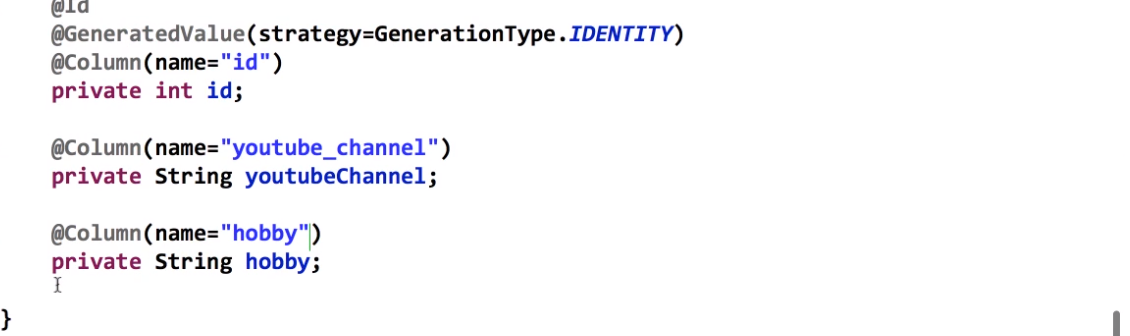 @Id
@GeneratedValue(strategy=GenerationType.IDENTITY)
@Column(name="id")
private int id;
@Column(name="youtube_channel")
private String youtubeChannel;
@Column(name="hobby")
private String hobby;
}